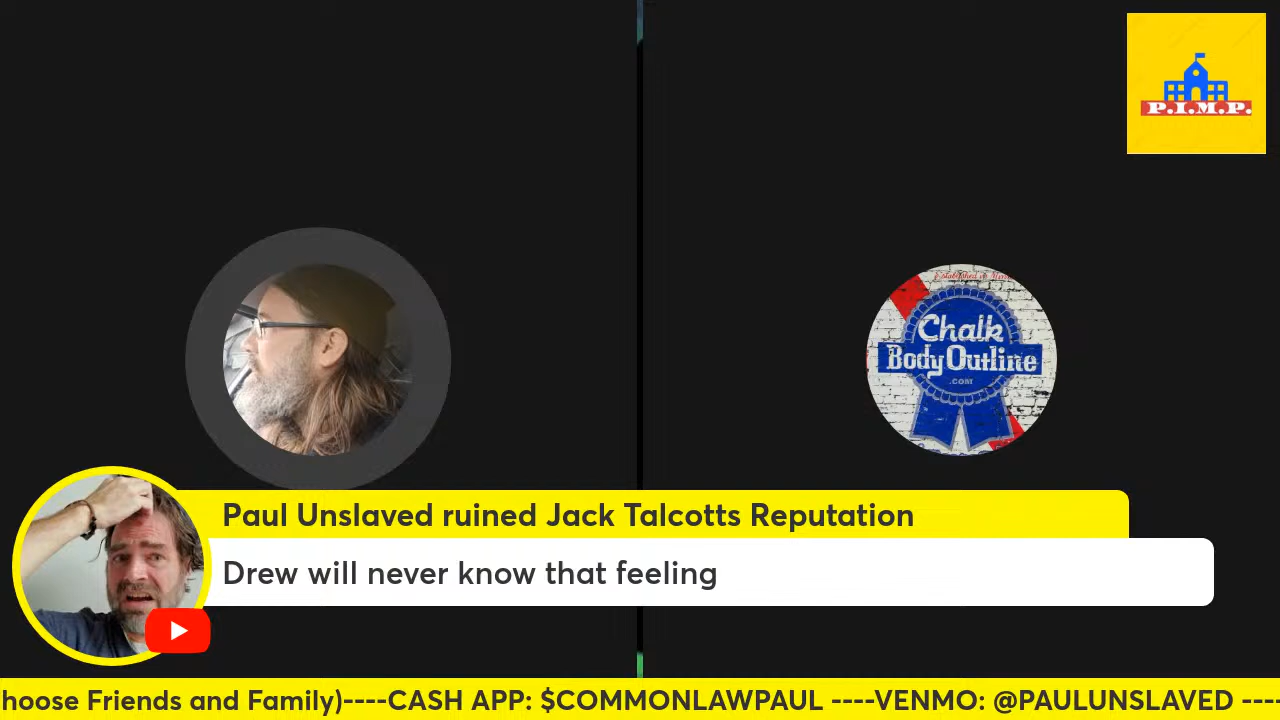 P.I.M.P.
Chalk
Body Outline
.COM
Paul Unslaved ruined Jack Talcotts Reputation
Drew will never know that feeling
hoose Friends and Family)----CASH APP: $COMMONLAWPAUL ----VENMO: @PAULUNSLAVED ----